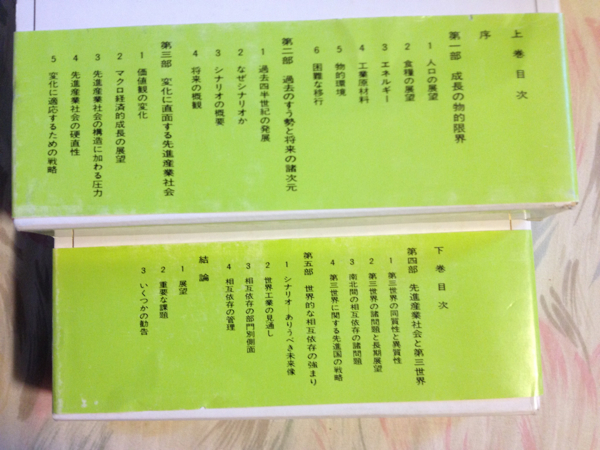 上巻目次
序
第一部 成長の物的限界
1 人口の展望
2 食糧の展望
3 エネルギー
4 工業原材料
5 物的環境
6 困難な移行
第二部 過去のすう勢と将来の諸次元
1 過去四半世紀の発展
2 なぜシナリオか
3 シナリオの概要
4 将来の概観
第三部 変化に直面する先進産業社会
1 価値観の変化
2 マクロ経済的成長の展望
3 先進産業社会の構造に加わる圧力
4 先進産業社会の硬直性
5 変化に適応するための戦略
下巻目次
第四部 先進産業社会と第三世界
1 第三世界の同質性と異質性
2 第三世界の諸問題と長期展望
3 南北間の相互依存の諸問題
4 第三世界に関する先進国の戦略
第五部 世界的な相互依存の強まり
1 シナリオ ありうべき未来像
2 世界工業の見通し
3 相互依存の部門別側面
4 相互依存の管理
結論
1 展望
2 重要な課題
3 いくつかの勧告